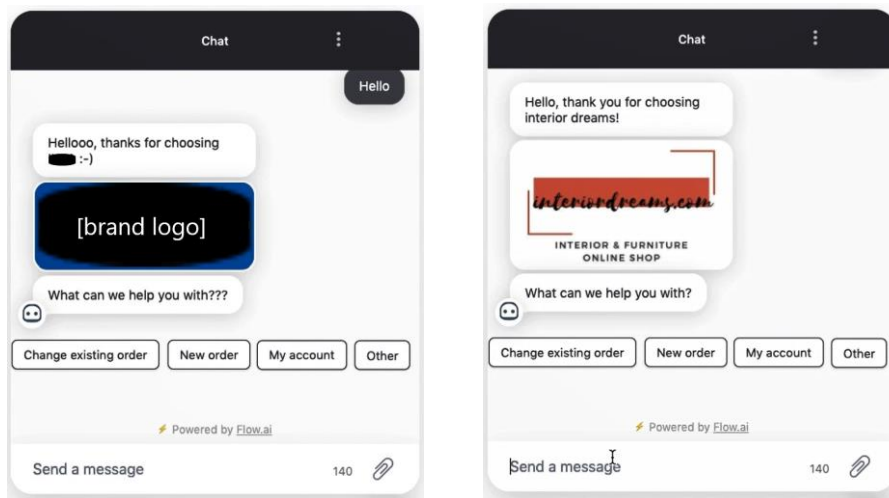 Chat
Hello
Hellooo, thanks for choosing
:-)
[brand logo]
What can we help you with???
Change existing order
New order
My account
Other
Powered by Flow.ai
Send a message
140
Chat
Hello, thank you for choosing
interior dreams!
interiordreams.com
INTERIOR & FURNITURE
ONLINE SHOP
What can we help you with?
Change existing order
New order
My account
Other
Powered by Flow.ai
Send a message
140